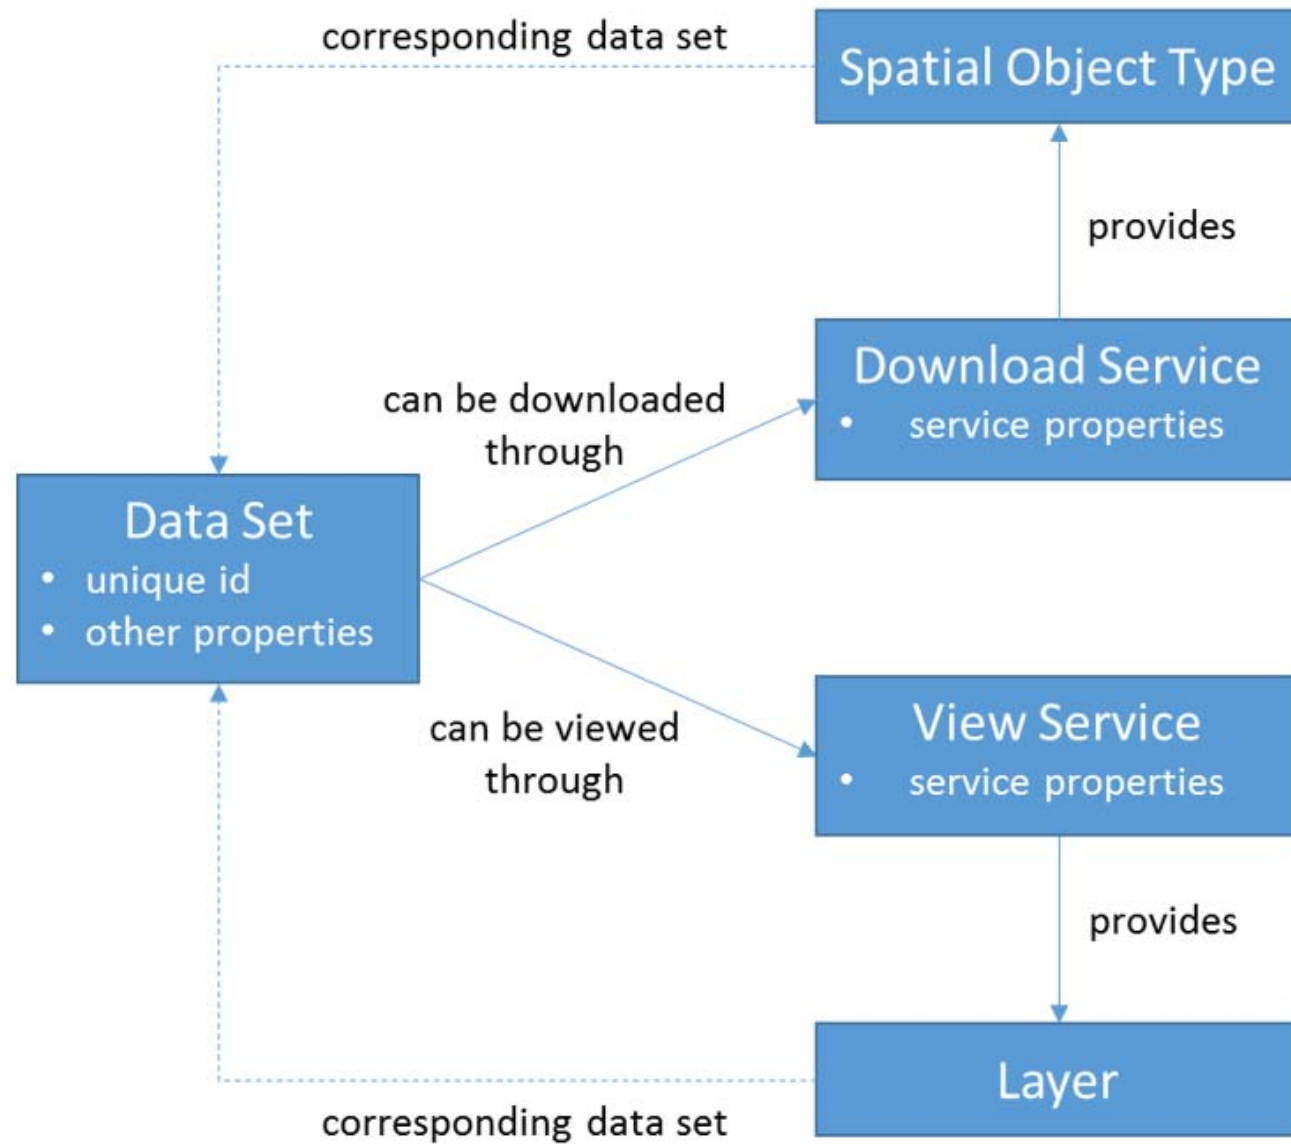 corresponding data set
Spatial Object Type
provides
Download Service
• service properties
can be downloaded
through
Data Set
• unique id
• other properties
can be viewed
through
View Service
• service properties
provides
Layer
corresponding data set